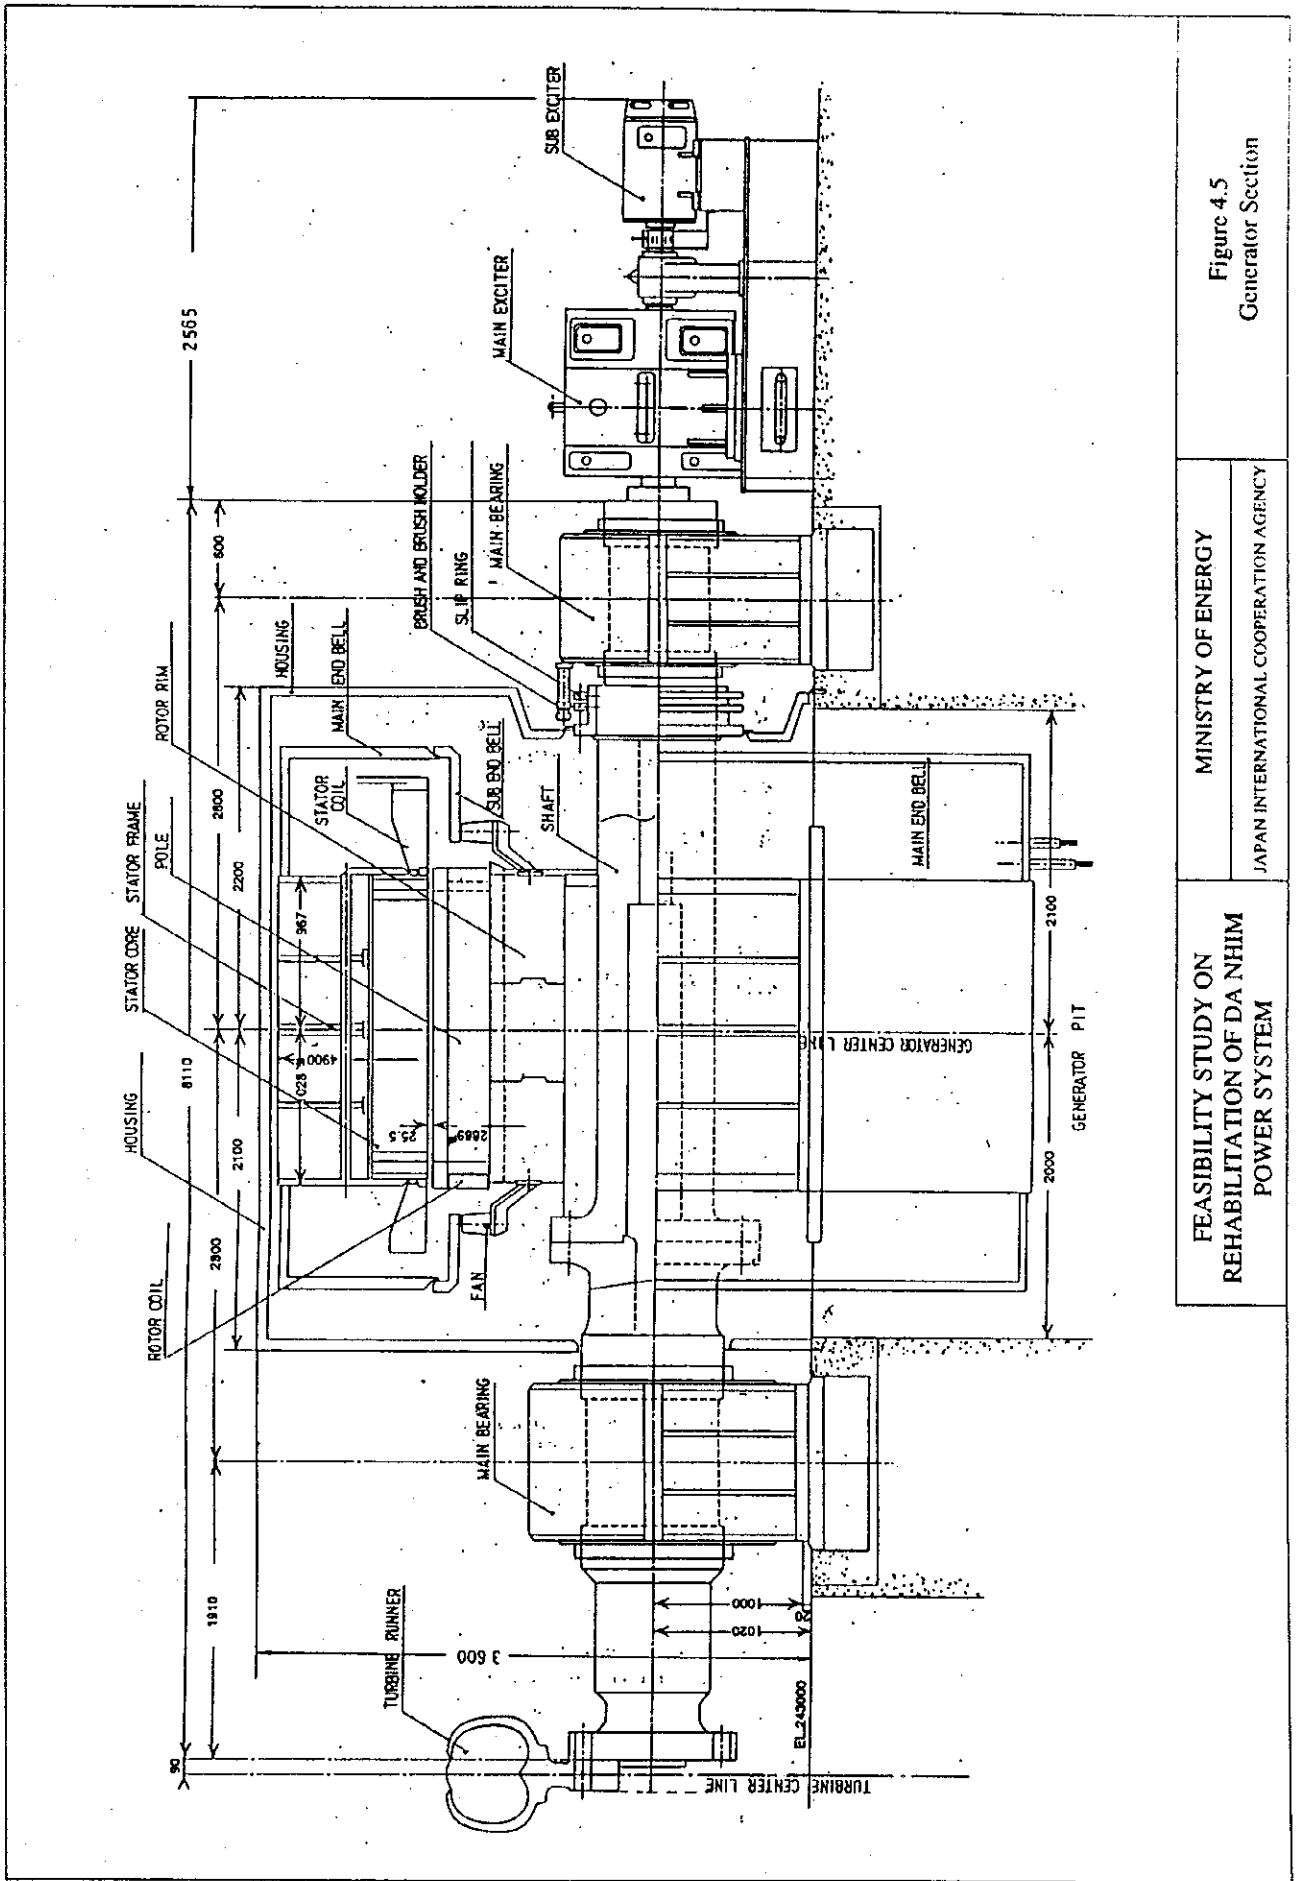 SUB EXCITER
MAIN EXCITER
BRUSH AND BRUSH HOLDER
SLIP RING
MAIN BEARING
HOUSING
MAIN END BELL
ROTOR RIM
STATOR COIL
SUB END BELL
SHAFT
STATOR FRAME
POLE
STATOR CORE
HOUSING
ROTOR COIL
FAN
MAIN BEARING
TURBINE RUNNER
MAIN END BELL
GENERATOR CENTER LINE
GENERATOR PIT
TURBINE CENTER LINE
EL.243000
90
8110
2565
1910
2800
600
2100
2200
967
4900
25.5
3 600
1000
20
1020
2000
2100
FEASIBILITY STUDY ON
REHABILITATION OF DA NHIM
POWER SYSTEM
MINISTRY OF ENERGY
JAPAN INTERNATIONAL COOPERATION AGENCY
Figure 4.5
Generator Section